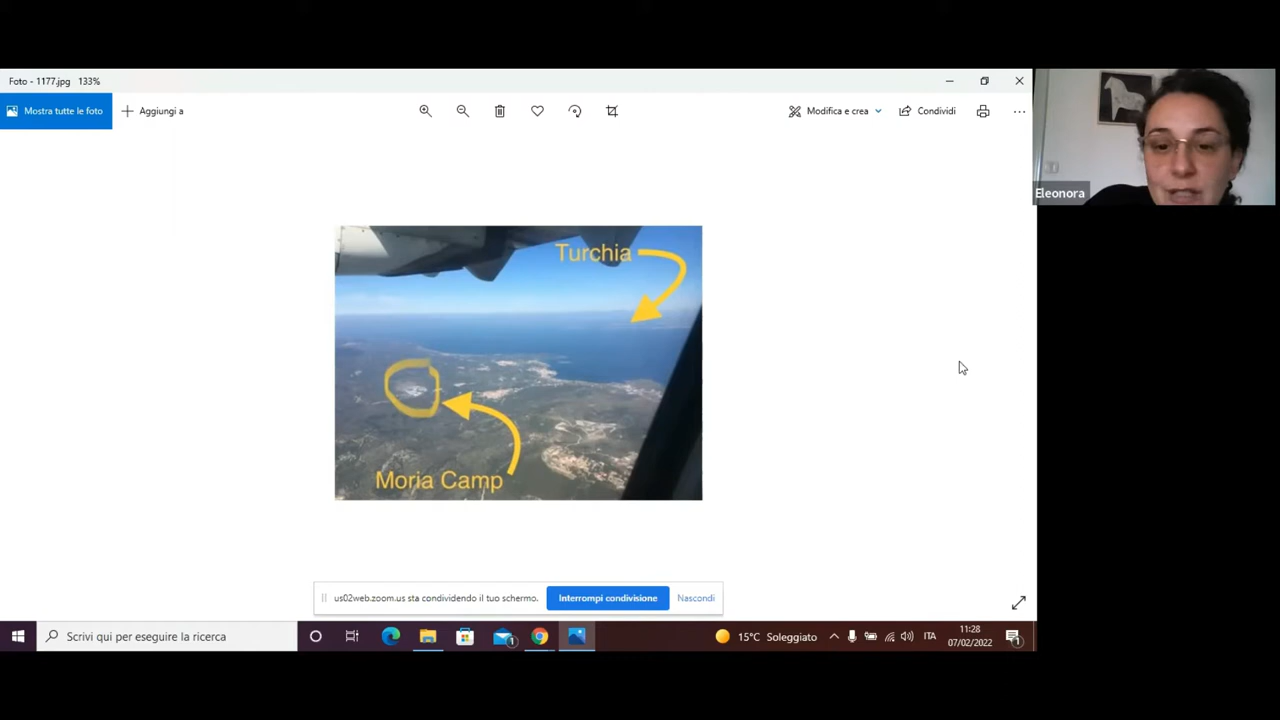 Foto - 1177.jpg 133%
Mostra tutte le foto
Aggiungi a
Modifica e crea
Condividi
Eleonora
Turchia
Moria Camp
us02web.zoom.us sta condividendo il tuo schermo.
Interrompi condivisione
Nascondi
Scrivi qui per eseguire la ricerca
1
15°C Soleggiato
ITA
11:28
07/02/2022
1